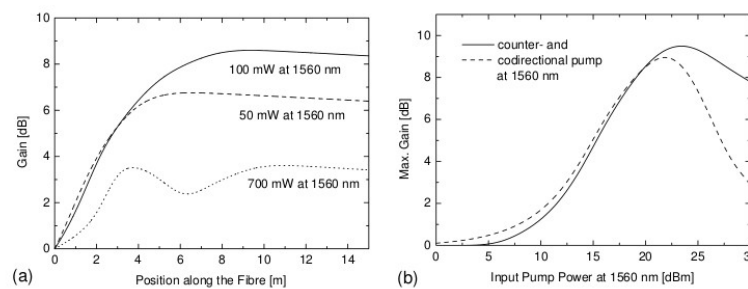 10
8
6
4
2
0
Gain [dB]
100 mW at 1560 nm
50 mW at 1560 nm
700 mW at 1560 nm
0 2 4 6 8 10 12 14
(a)
Position along the Fibre [m]
10
8
6
4
2
0
Max. Gain [dB]
counter- and
codirectional pump
at 1560 nm
0 5 10 15 20 25 30
(b)
Input Pump Power at 1560 nm [dBm]